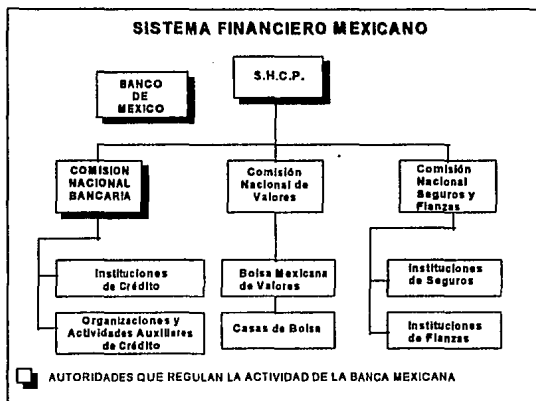 SISTEMA FINANCIERO MEXICANO
BANCO
DE
MEXICO
S.H.C.P.
COMISION
NACIONAL
BANCARIA
Comisión
Nacional de
Valores
Comisión
Nacional
Seguros y
Fianzas
Instituciones
de Crédito
Bolsa Mexicana
de Valores
Instituciones
de Seguros
Organizaciones y
Actividades Auxiliares
de Crédito
Casas de Bolsa
Instituciones
de Fianzas
AUTORIDADES QUE REGULAN LA ACTIVIDAD DE LA BANCA MEXICANA